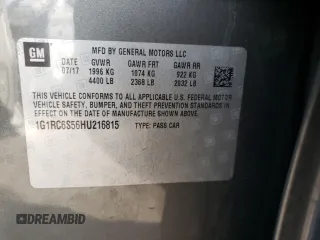 GM
MFD BY GENERAL MOTORS LLC
DATE GVWR GAWR FRT GAWR RR
07/17 1996 KG 1074 KG 922 KG
4400 LB 2368 LB 2032 LB
THIS VEHICLE CONFORMS TO ALL APPLICABLE U.S. FEDERAL MOTOR
VEHICLE SAFETY, BUMPER, AND THEFT PREVENTION STANDARDS IN
EFFECT ON THE DATE OF MANUFACTURE SHOWN ABOVE.
1G1RC6S56HU216815 TYPE: PASS CAR
DREAMBID